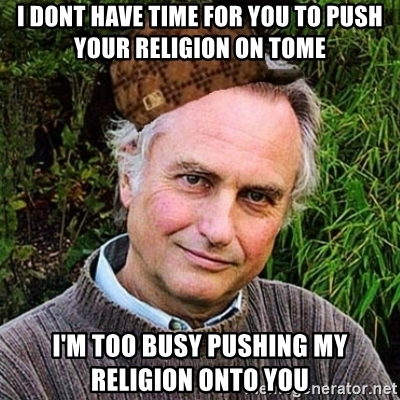 I DONT HAVE TIME FOR YOU TO PUSH
YOUR RELIGION ON TOME
I'M TOO BUSY PUSHING MY
RELIGION ONTO YOU